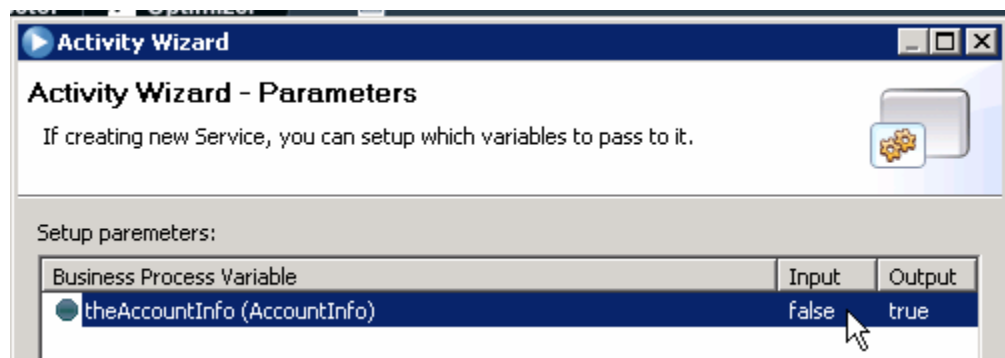 Optimizer
Activity Wizard
Activity Wizard - Parameters
If creating new Service, you can setup which variables to pass to it.
Setup paremeters:
Business Process Variable Input Output
theAccountInfo (AccountInfo) false true